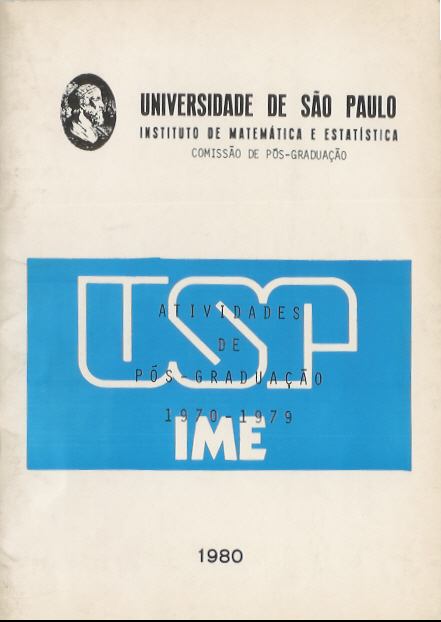 UNIVERSIDADE DE SÃO PAULO
INSTITUTO DE MATEMÁTICA E ESTATÍSTICA
COMISSÃO DE PÓS-GRADUAÇÃO
USP
ATIVIDADES
DE
PÓS-GRADUAÇÃO
1970-1979
IME
1980